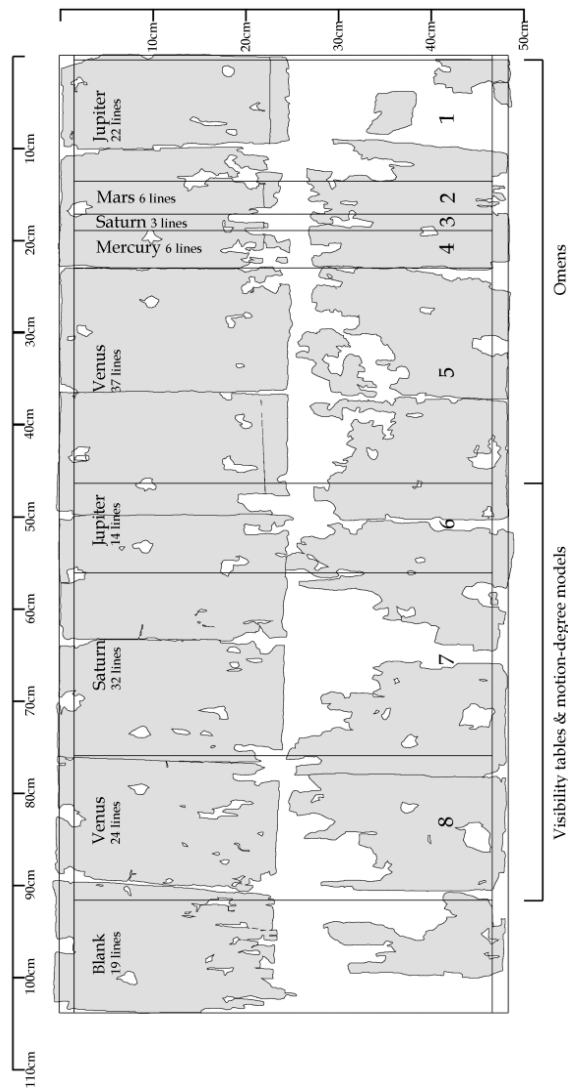 10cm
20cm
30cm
40cm
50cm
10cm
20cm
30cm
40cm
50cm
60cm
70cm
80cm
90cm
100cm
110cm
Jupiter
22 lines
1
Mars 6 lines
2
Saturn 3 lines
3
Mercury 6 lines
4
Venus
37 lines
5
Jupiter
14 lines
6
Saturn
32 lines
7
Venus
24 lines
8
Blank
19 lines
Omens
Visibility tables & motion-degree models